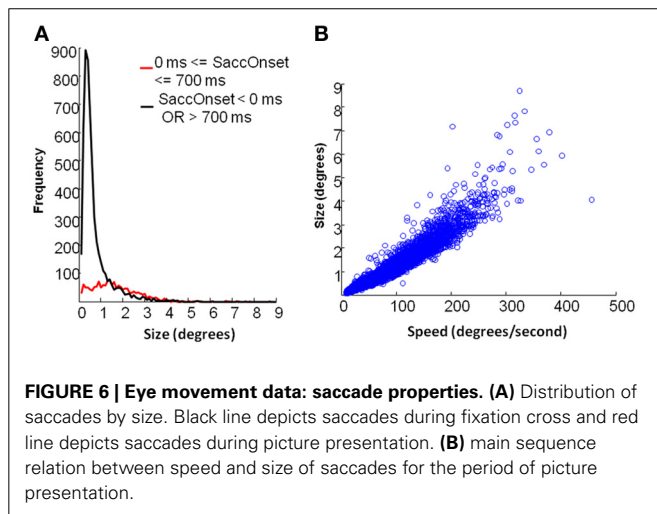 A
B
900
800
700
600
500
400
300
200
100
Frequency
0 ms <= SaccOnset
<= 700 ms
SaccOnset < 0 ms
OR > 700 ms
0 1 2 3 4 5 6 7 8 9
Size (degrees)
9
8
7
6
5
4
3
2
1
Size (degrees)
0 100 200 300 400 500
Speed (degrees/second)
FIGURE 6 | Eye movement data: saccade properties. (A) Distribution of
saccades by size. Black line depicts saccades during fixation cross and red
line depicts saccades during picture presentation. (B) main sequence
relation between speed and size of saccades for the period of picture
presentation.